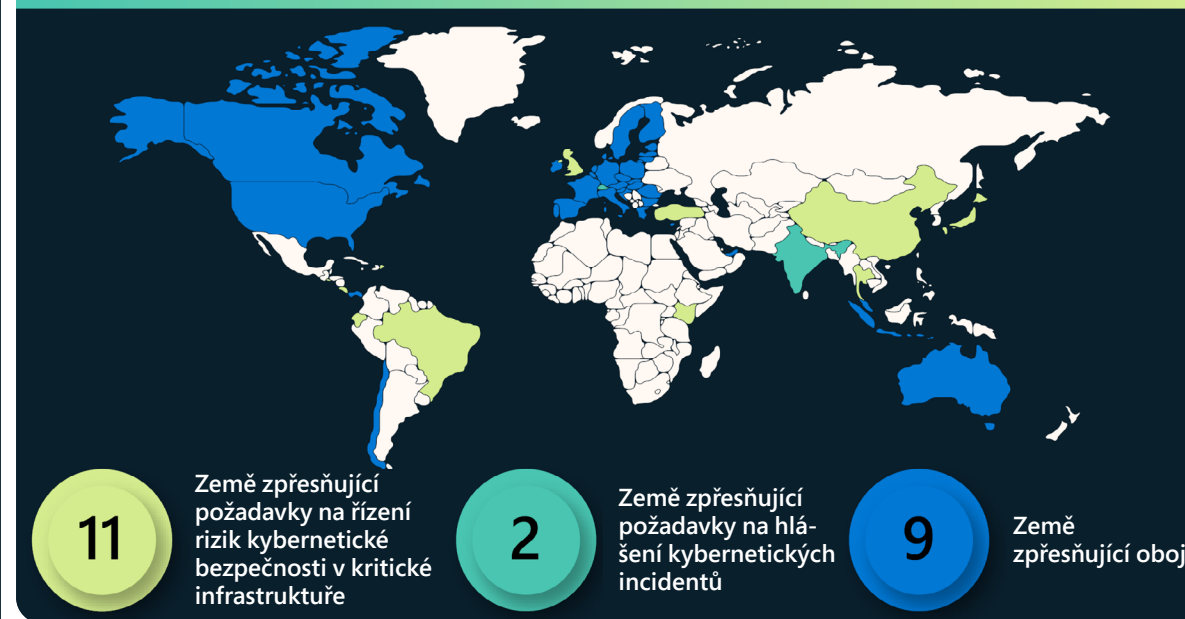 11
Země zpřesňující
požadavky na řízení
rizik kybernetické
bezpečnosti v kritické
infrastruktuře
2
Země zpřesňující
požadavky na hlá-
šení kybernetických
incidentů
9
Země
zpřesňující obojí